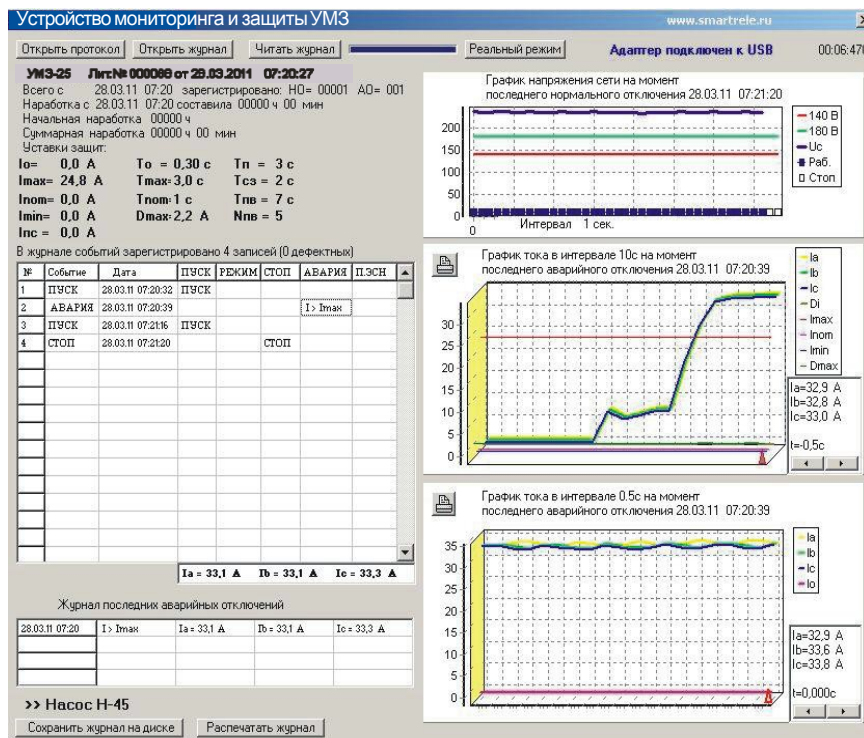 Устройство мониторинга и защиты УМЗ
www.smartrele.ru
Открыть протокол
Открыть журнал
Читать журнал
Реальный режим
Адаптер подключен к USB
00:06:47
УМЗ-25 Лит.№ 000069 от 28.03.2011 07:20:27
Всего с 28.03.11 07:20 зарегистрировано: НО= 00001 АО= 001
Наработка с 28.03.11 07:20 составила 00000 ч 00 мин
Начальная наработка 00000 ч
Суммарная наработка 00000 ч 00 мин
Уставки защит:
Io= 0,0 A To = 0,30 c Тп = 3 c
Imax= 24,8 A Tmax=3,0 c Тсз = 2 c
Inom= 0,0 A Tnom=1 c Тпв = 7 c
Imin= 0,0 A Dmax=2,2 A Nпв = 5
Inc = 0,0 A
В журнале событий зарегистрировано 4 записей (0 дефектных)
№ Событие Дата ПУСК РЕЖИМ СТОП АВАРИЯ П.ЗСН
1 ПУСК 28.03.11 07:20:32 ПУСК
2 АВАРИЯ 28.03.11 07:20:39 I> Imax
3 ПУСК 28.03.11 07:21:16 ПУСК
4 СТОП 28.03.11 07:21:20 СТОП
Ia = 33,1 A Ib = 33,1 A Ic = 33,3 A
Журнал последних аварийных отключений
28.03.11 07:20 I> Imax Ia = 33,1 A Ib = 33,1 A Ic = 33,3 A
>> Насос Н-45
Сохранить журнал на диске
Распечатать журнал
График напряжения сети на момент
последнего нормального отключения 28.03.11 07:21:20
200
150
100
50
0
0
Интервал 1 сек.
140 В
180 В
Uc
Раб.
Стоп
График тока в интервале 10с на момент
последнего аварийного отключения 28.03.11 07:20:39
30
25
20
15
10
5
0
Ia
Ib
Ic
Di
Imax
Inom
Imin
Dmax
Ia=32,9 A
Ib=32,8 A
Ic=33,0 A
t=-0,5c
График тока в интервале 0.5с на момент
последнего аварийного отключения 28.03.11 07:20:39
35
30
25
20
15
10
5
0
Ia
Ib
Ic
Io
Ia=32,9 A
Ib=33,6 A
Ic=33,8 A
t=0,000c